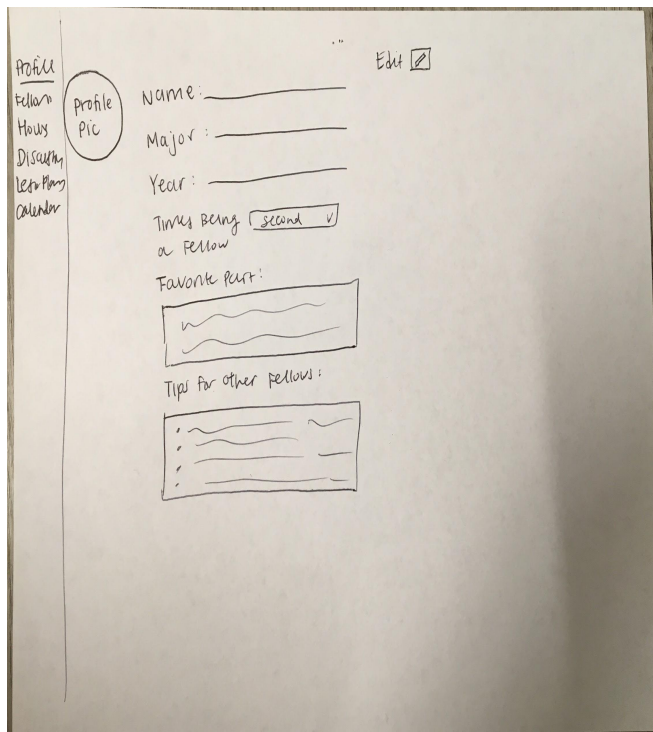 Profile
Fellows
Hours
Lesson Plans
Calendar
Profile
Pic
Edit
Name:
Major:
Year:
Times Being second
a Fellow
Favorite Part:
Tips for other Fellows: